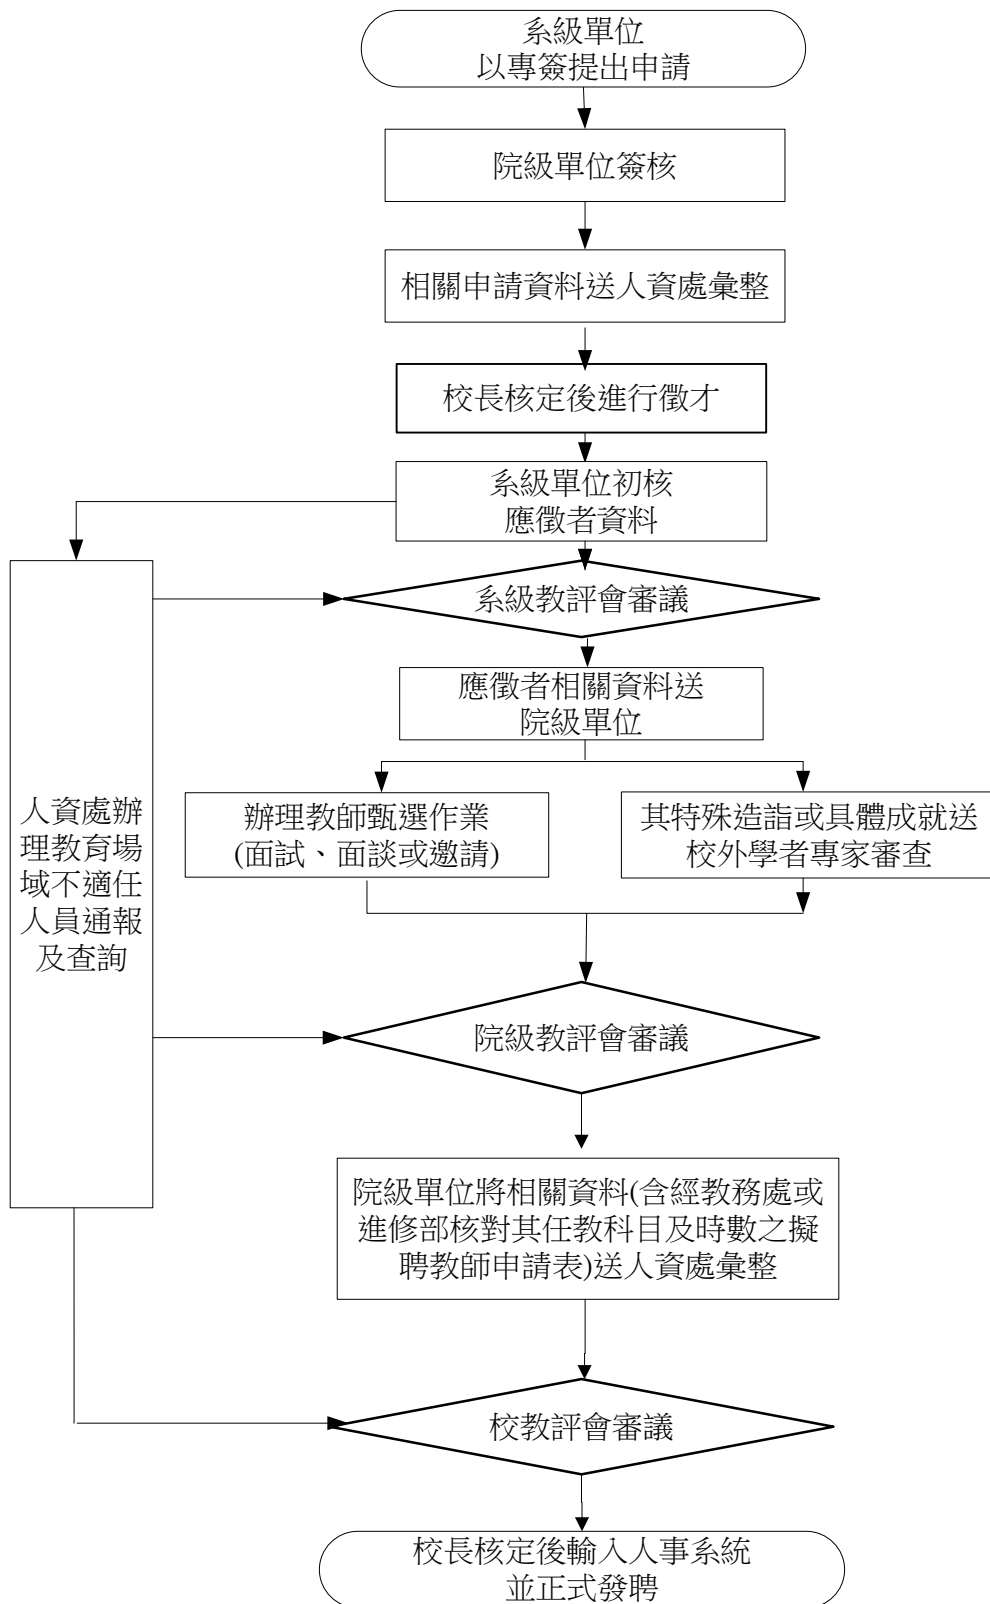 系級單位
以專簽提出申請
院級單位簽核
相關申請資料送人資處彙整
校長核定後進行徵才
系級單位初核
應徵者資料
系級教評會審議
應徵者相關資料送
院級單位
人資處辦
理教育場
域不適任
人員通報
及查詢
辦理教師甄選作業
(面試、面談或邀請)
其特殊造詣或具體成就送
校外學者專家審查
院級教評會審議
院級單位將相關資料(含經教務處或
進修部核對其任教科目及時數之擬
聘教師申請表)送人資處彙整
校教評會審議
校長核定後輸入人事系統
並正式發聘